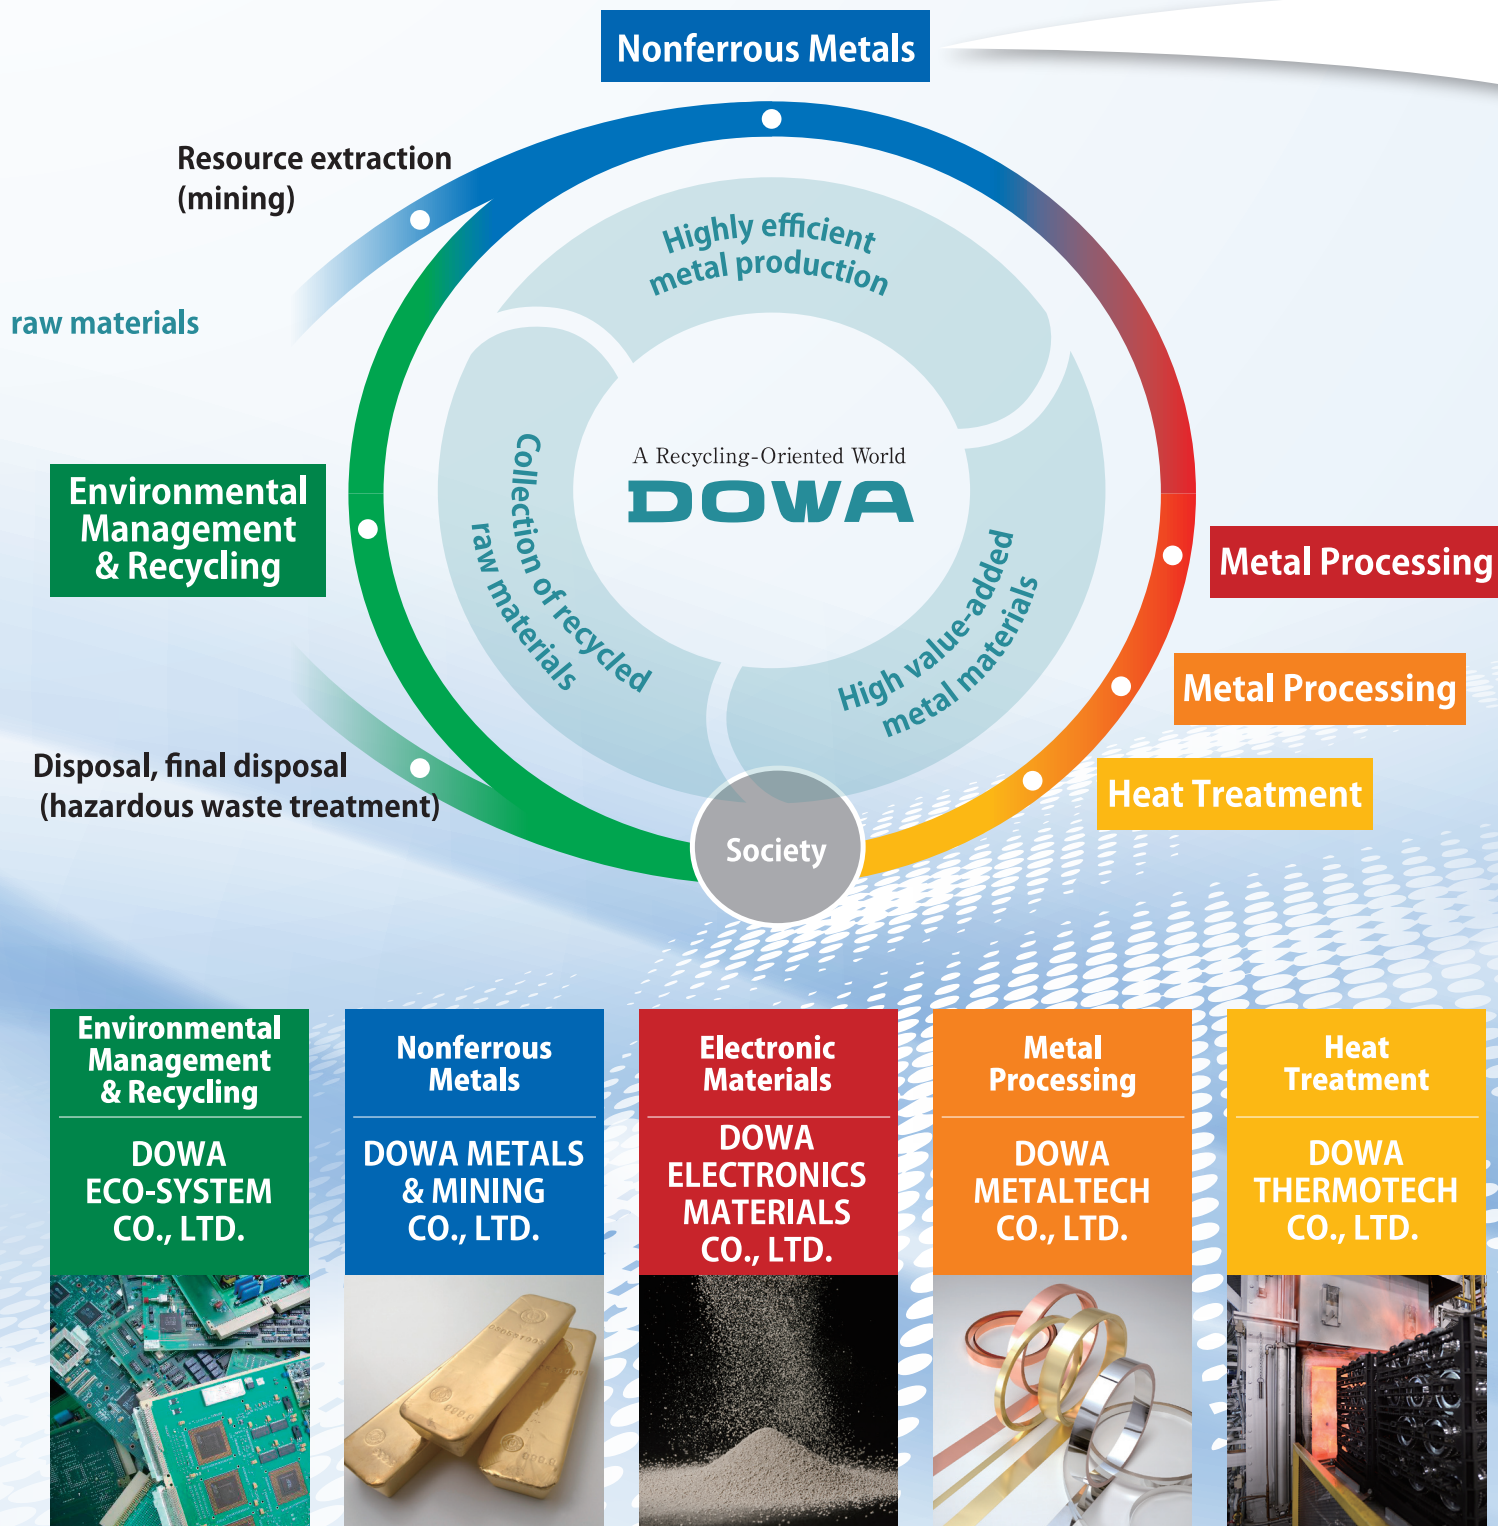 Nonferrous Metals
Resource extraction
(mining)
Highly efficient
metal production
raw materials
A Recycling-Oriented World
DOWA
Collection of recycled
raw materials
Environmental
Management
& Recycling
High value-added
metal materials
Metal Processing
Metal Processing
Heat Treatment
Disposal, final disposal
(hazardous waste treatment)
Society
Environmental
Management
& Recycling
DOWA
ECO-SYSTEM
CO., LTD.
Nonferrous
Metals
DOWA METALS
& MINING
CO., LTD.
Electronic
Materials
DOWA
ELECTRONICS
MATERIALS
CO., LTD.
Metal
Processing
DOWA
METALTECH
CO., LTD.
Heat
Treatment
DOWA
THERMOTECH
CO., LTD.